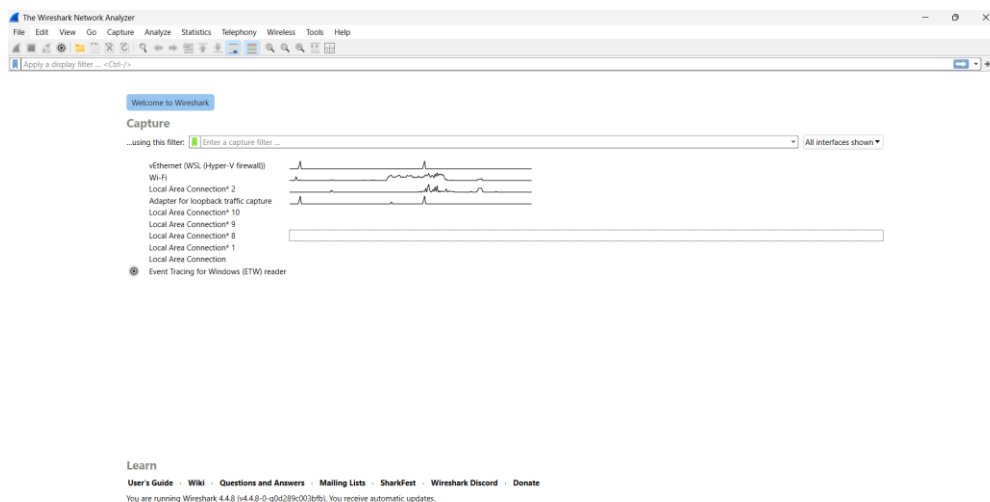 The Wireshark Network Analyzer
File Edit View Go Capture Analyze Statistics Telephony Wireless Tools Help
Apply a display filter ... <Ctrl-/>
Welcome to Wireshark
Capture
...using this filter: Enter a capture filter ... All interfaces shown
vEthernet (WSL (Hyper-V firewall))
Wi-Fi
Local Area Connection* 2
Adapter for loopback traffic capture
Local Area Connection* 10
Local Area Connection* 9
Local Area Connection* 8
Local Area Connection* 1
Local Area Connection
Event Tracing for Windows (ETW) reader
Learn
User's Guide · Wiki · Questions and Answers · Mailing Lists · SharkFest · Wireshark Discord · Donate
You are running Wireshark 4.4.8 (v4.4.8-0-g0d289c003bfb). You receive automatic updates.